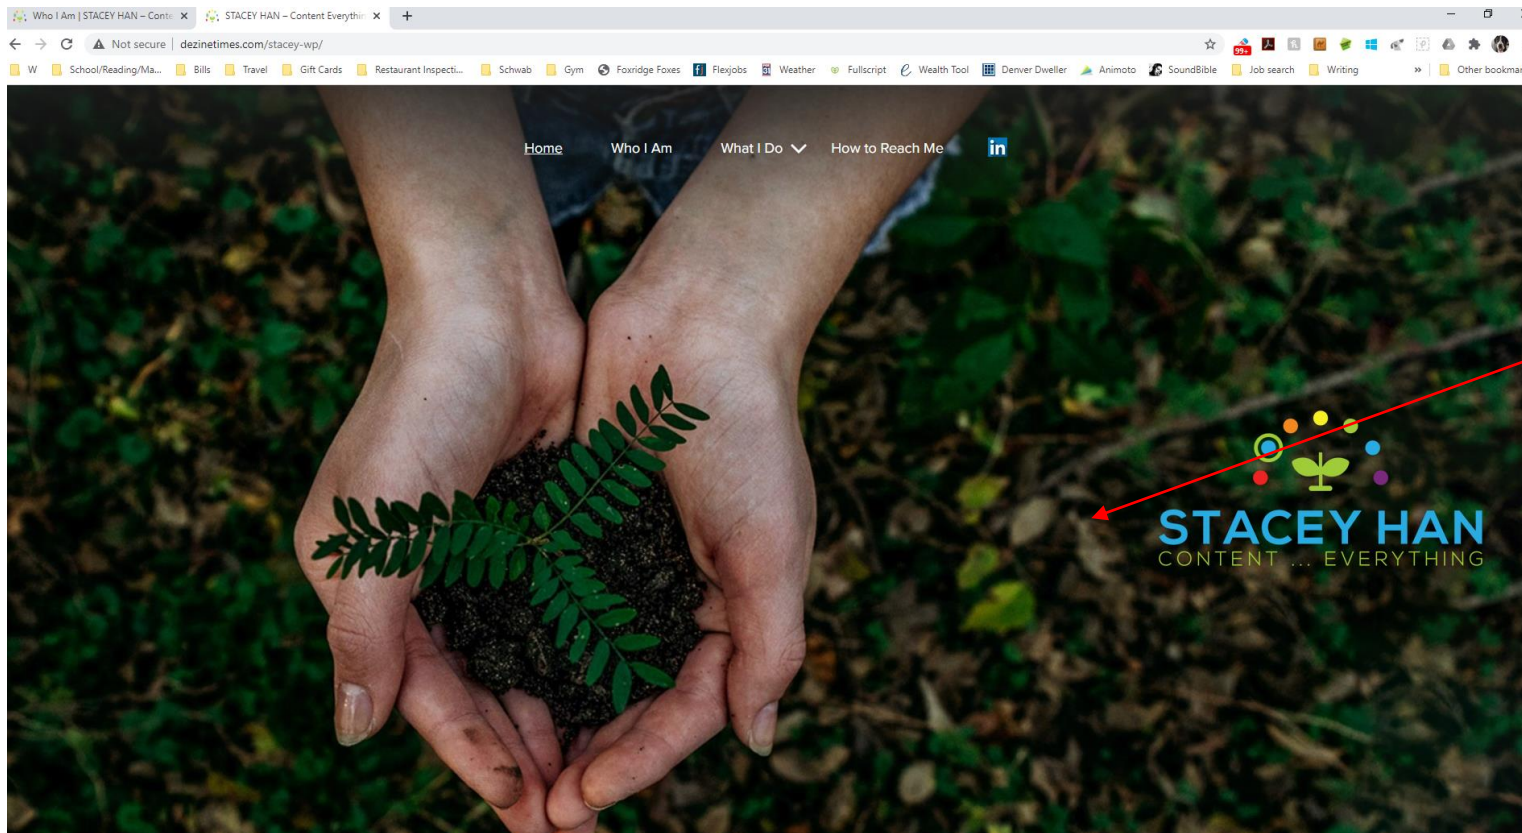 Who I Am | STACEY HAN – Conte
STACEY HAN – Content Everythin
Not secure | dezinetimes.com/stacey-wp/
99+
W School/Reading/Ma... Bills Travel Gift Cards Restaurant Inspecti... Schwab Gym Foxridge Foxes Flexjobs Weather Fullscript Wealth Tool Denver Dweller Animoto SoundBible Job search Writing » Other bookmar
Home Who I Am What I Do How to Reach Me in
STACEY HAN
CONTENT ... EVERYTHING